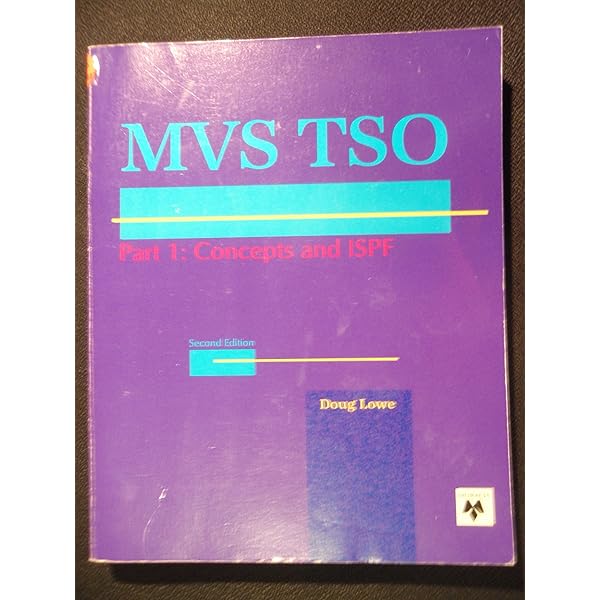 MVS TSO
Part 1: Concepts and ISPF
Second Edition
Doug Lowe